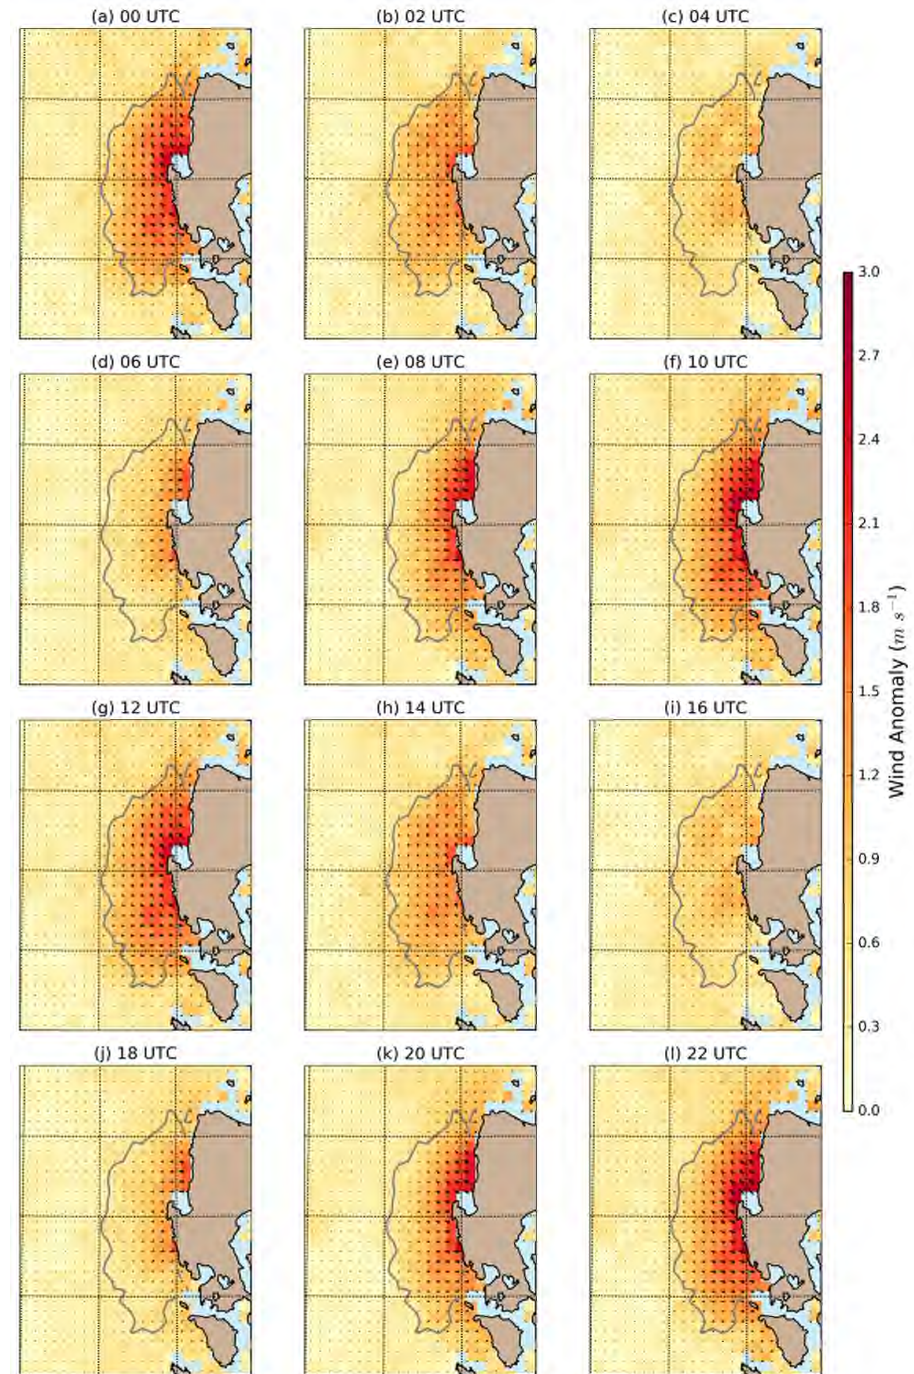 (a) 00 UTC
(b) 02 UTC
(c) 04 UTC
(d) 06 UTC
(e) 08 UTC
(f) 10 UTC
(g) 12 UTC
(h) 14 UTC
(i) 16 UTC
(j) 18 UTC
(k) 20 UTC
(l) 22 UTC
3.0
2.7
2.4
2.1
1.8
1.5
1.2
0.9
0.6
0.3
0.0
Wind Anomaly (m s⁻¹)